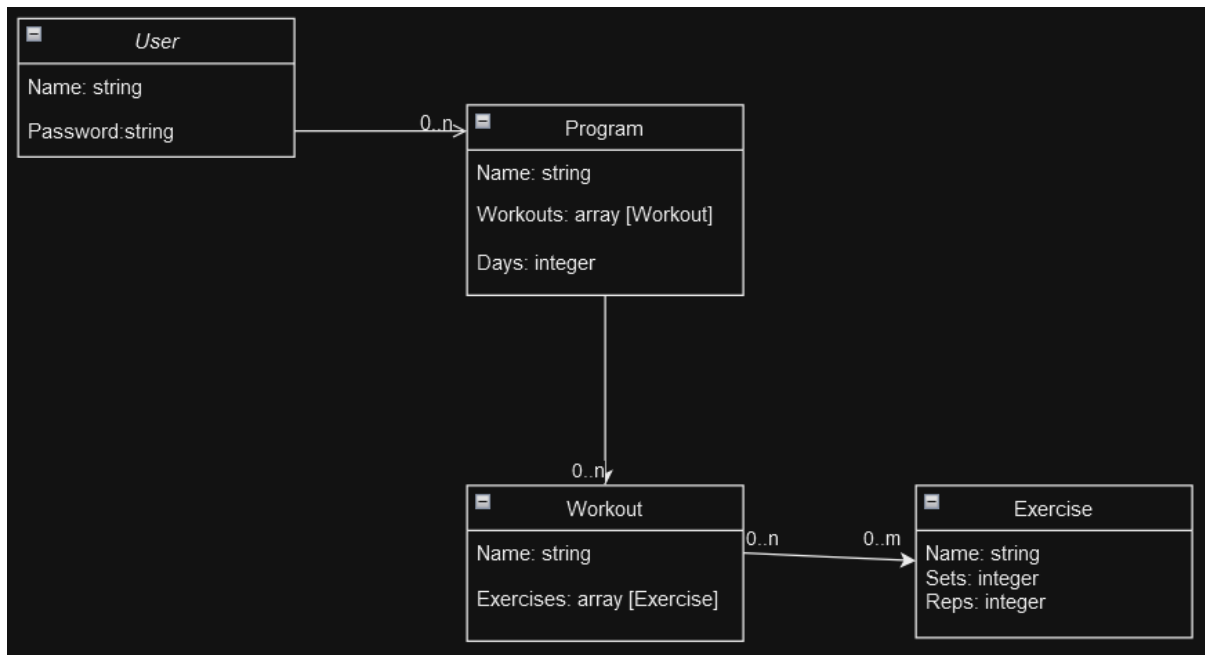 User
Name: string
Password:string
0..n
Program
Name: string
Workouts: array [Workout]
Days: integer
0..n
Workout
Name: string
Exercises: array [Exercise]
0..n
0..m
Exercise
Name: string
Sets: integer
Reps: integer